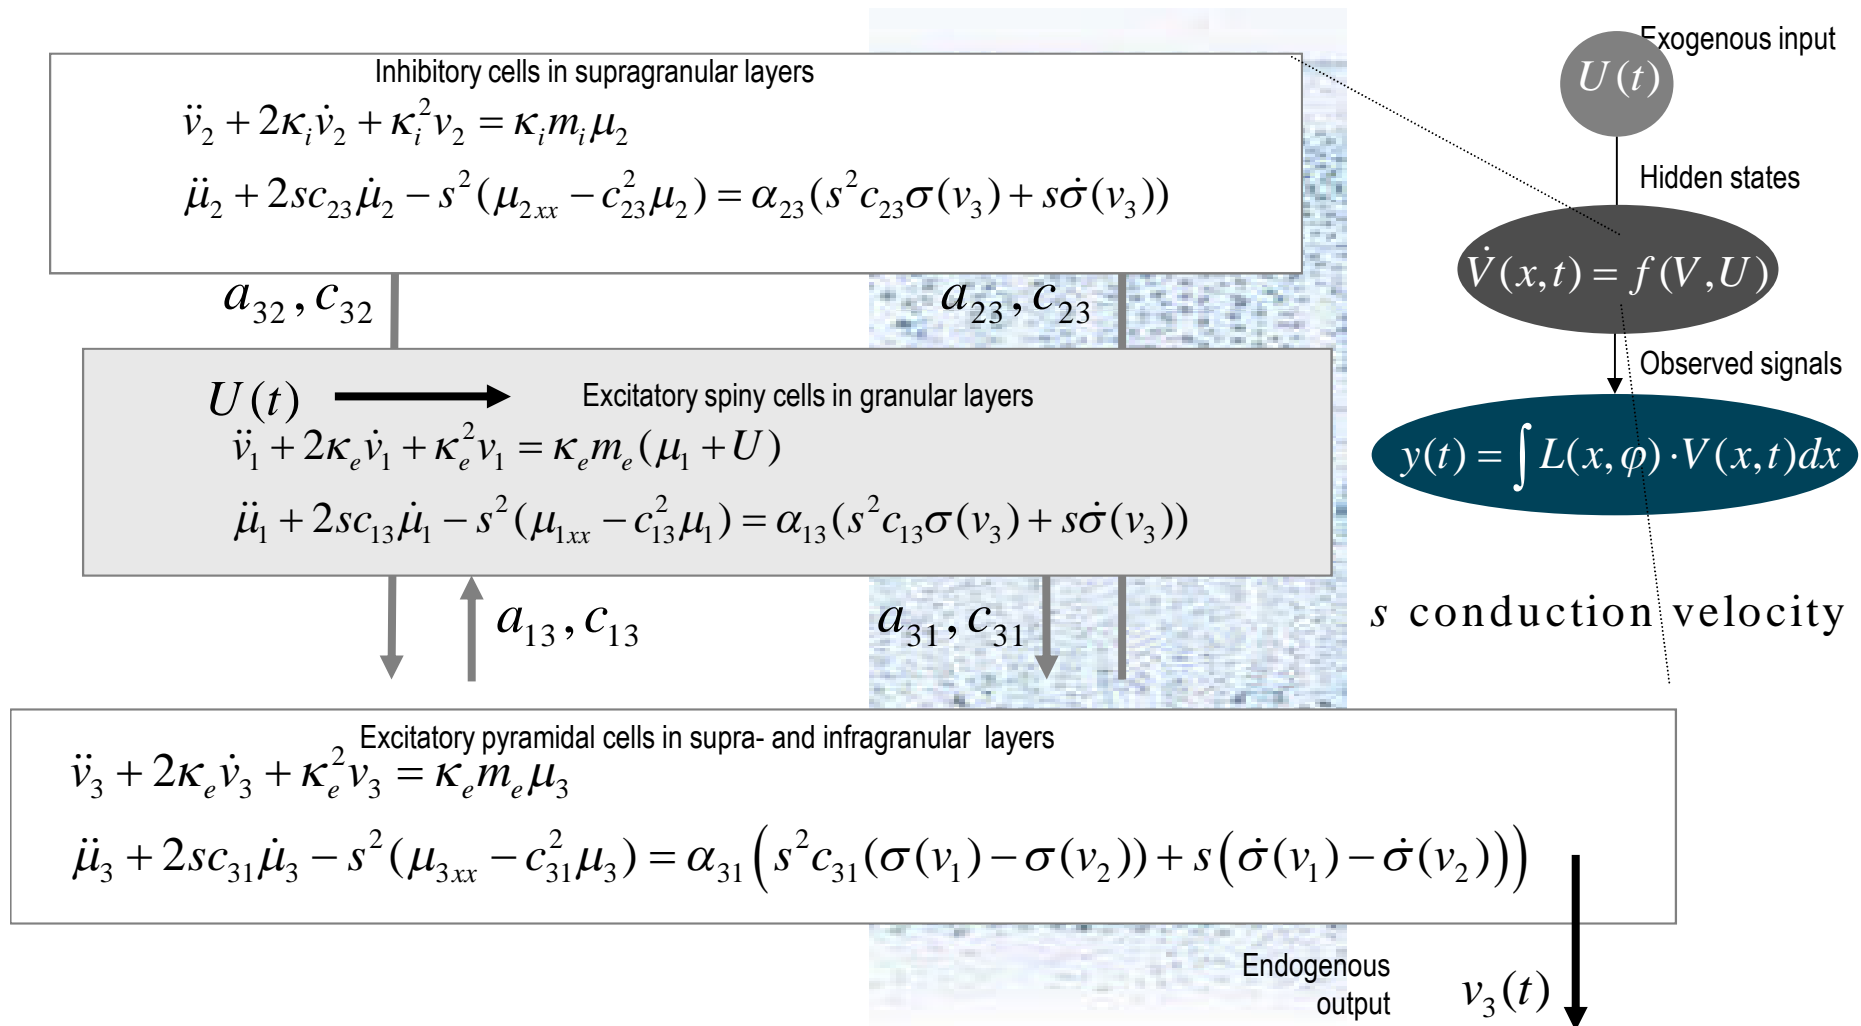 Inhibitory cells in supragranular layers
v̈₂ + 2κᵢv̇₂ + κᵢ²v₂ = κᵢmᵢμ₂
μ̈₂ + 2sc₂₃μ̇₂ − s²(μ₂ₓₓ − c₂₃²μ₂) = α₂₃(s²c₂₃σ(v₃) + sσ̇(v₃))
a₃₂, c₃₂
a₂₃, c₂₃
U(t)
Excitatory spiny cells in granular layers
v̈₁ + 2κₑv̇₁ + κₑ²v₁ = κₑmₑ(μ₁ + U)
μ̈₁ + 2sc₁₃μ̇₁ − s²(μ₁ₓₓ − c₁₃²μ₁) = α₁₃(s²c₁₃σ(v₃) + sσ̇(v₃))
a₁₃, c₁₃
a₃₁, c₃₁
Excitatory pyramidal cells in supra- and infragranular layers
v̈₃ + 2κₑv̇₃ + κₑ²v₃ = κₑmₑμ₃
μ̈₃ + 2sc₃₁μ̇₃ − s²(μ₃ₓₓ − c₃₁²μ₃) = α₃₁(s²c₃₁(σ(v₁) − σ(v₂)) + s(σ̇(v₁) − σ̇(v₂)))
Endogenous
output
v₃(t)
Exogenous input
U(t)
Hidden states
V̇(x,t) = f(V,U)
Observed signals
y(t) = ∫L(x,φ)·V(x,t)dx
s conduction velocity